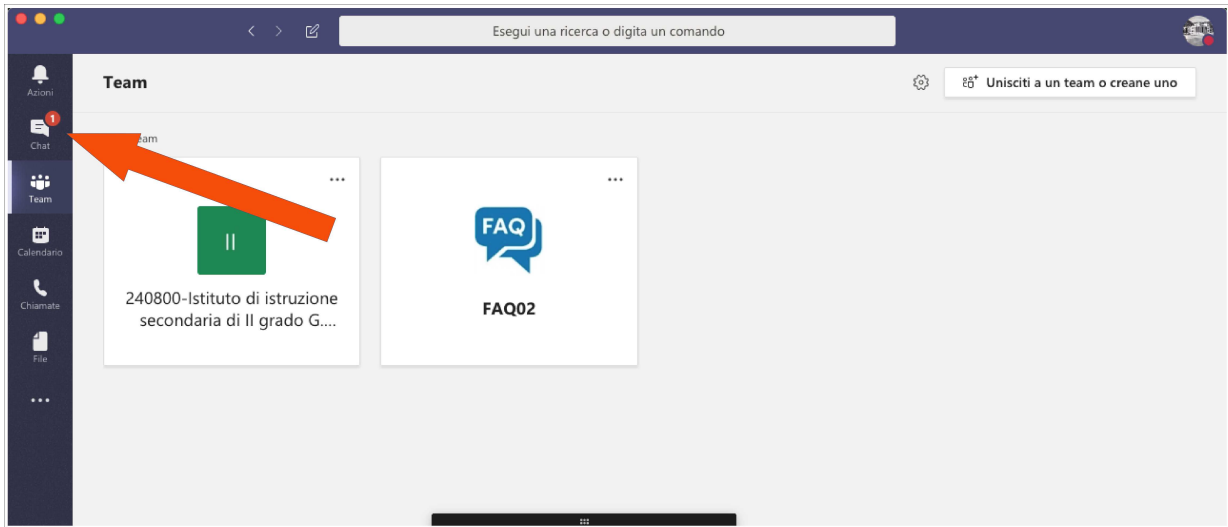 Esegui una ricerca o digita un comando
Azioni
Team
Unisciti a un team o creane uno
1
Chat
Team
Calendario
Chiamate
File
II
240800-Istituto di istruzione
secondaria di II grado G....
FAQ
FAQ02